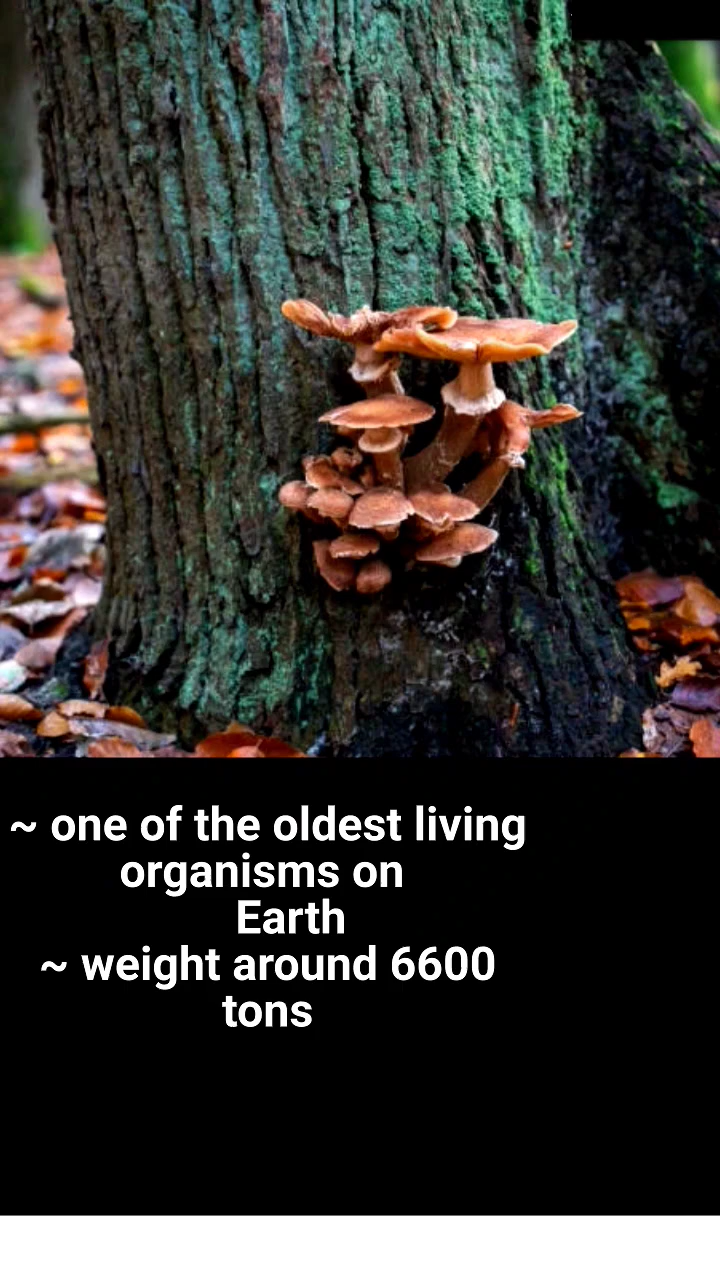 ~ one of the oldest living
organisms on
Earth
~ weight around 6600
tons